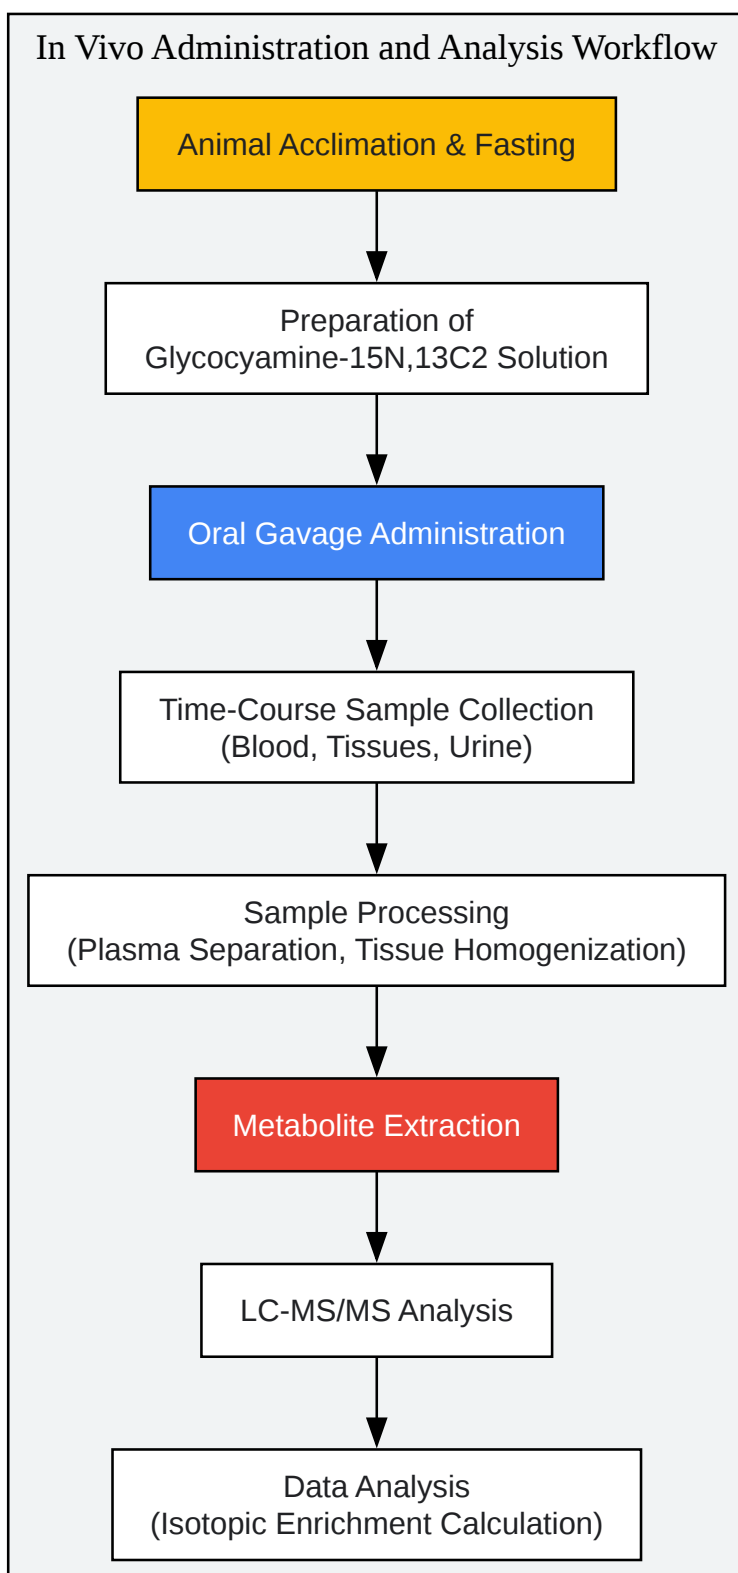 In Vivo Administration and Analysis Workflow
Animal Acclimation & Fasting
Preparation of
Glycocyamine-15N,13C2 Solution
Oral Gavage Administration
Time-Course Sample Collection
(Blood, Tissues, Urine)
Sample Processing
(Plasma Separation, Tissue Homogenization)
Metabolite Extraction
LC-MS/MS Analysis
Data Analysis
(Isotopic Enrichment Calculation)